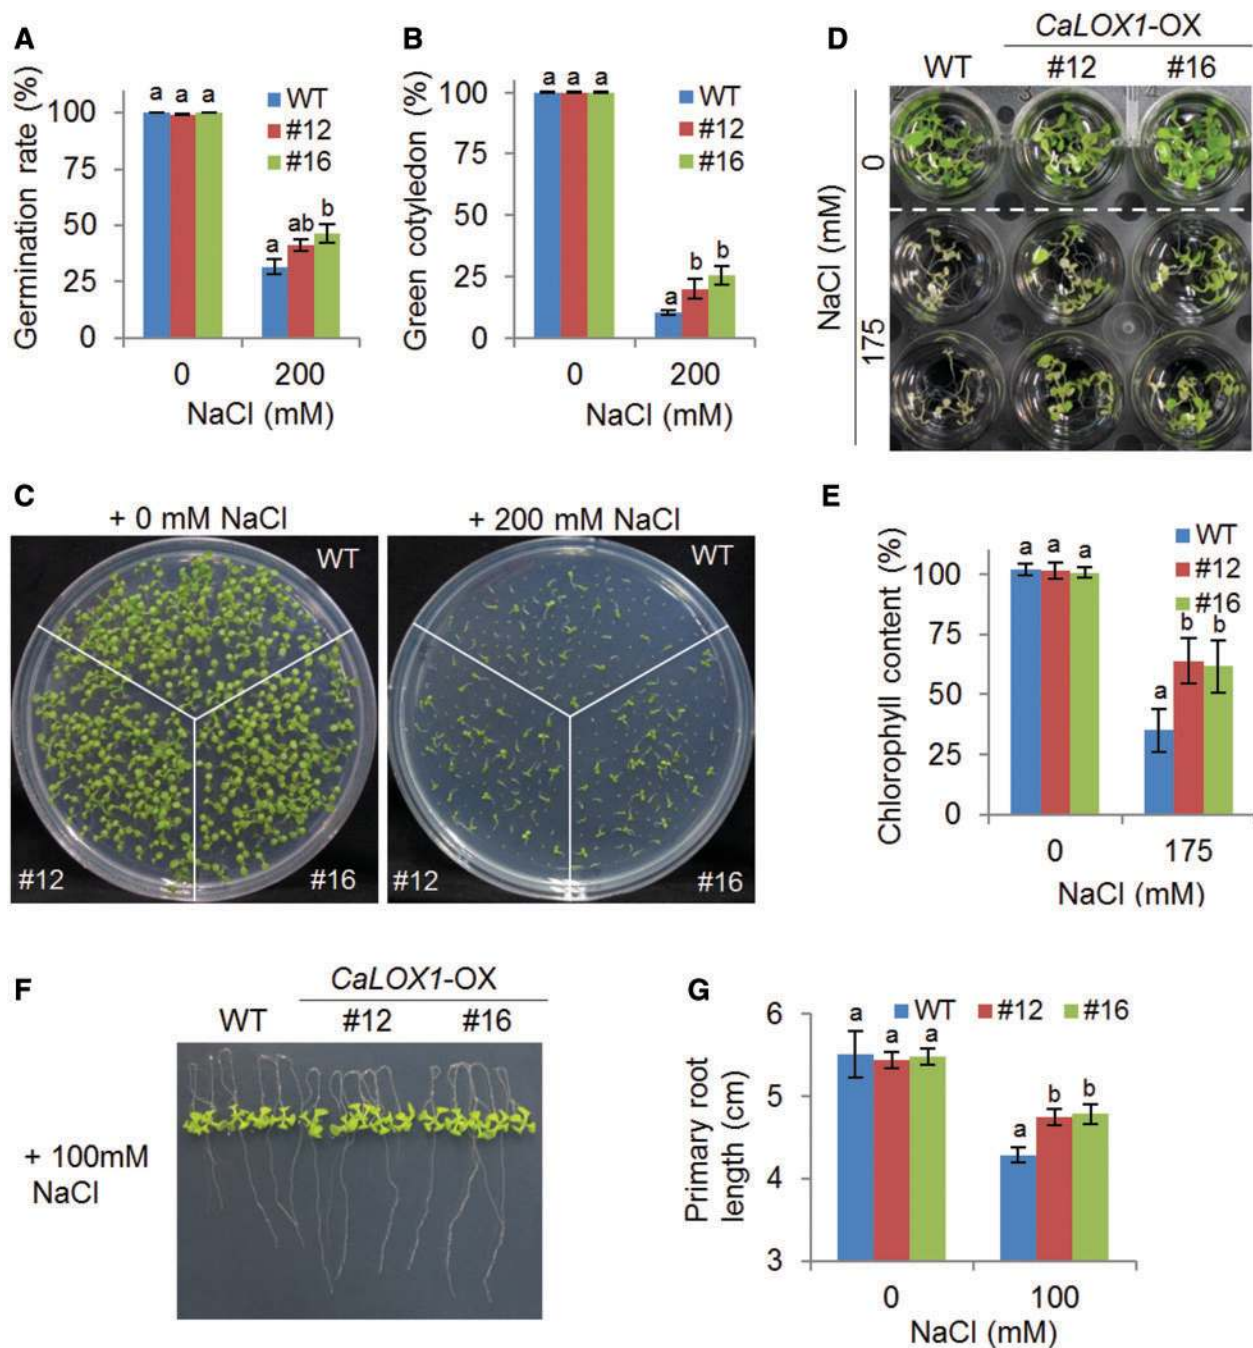 A
Germination rate (%)
100
75
50
25
0
a a a
a ab b
WT
#12
#16
0 200
NaCl (mM)
B
Green cotyledon (%)
100
75
50
25
0
a a a
a b b
WT
#12
#16
0 200
NaCl (mM)
D
CaLOX1-OX
WT #12 #16
NaCl (mM)
0
175
C
+ 0 mM NaCl
WT
#12
#16
+ 200 mM NaCl
WT
#12
#16
E
Chlorophyll content (%)
100
75
50
25
0
a a a
a b b
WT
#12
#16
0 175
NaCl (mM)
F
CaLOX1-OX
WT #12 #16
+ 100mM
NaCl
G
Primary root
length (cm)
6
5
4
3
WT #12 #16
a a a
a b b
0 100
NaCl (mM)